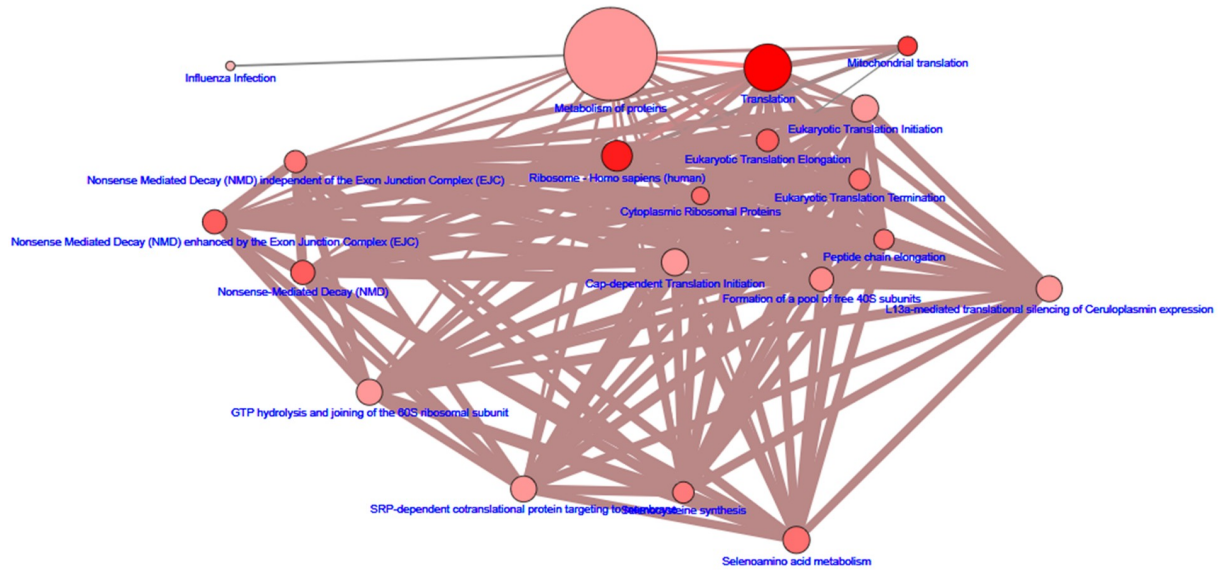 Influenza Infection
Metabolism of proteins
Translation
Mitochondrial translation
Eukaryotic Translation Initiation
Eukaryotic Translation Elongation
Nonsense Mediated Decay (NMD) independent of the Exon Junction Complex (EJC)
Ribosome - Homo sapiens (human)
Eukaryotic Translation Termination
Cytoplasmic Ribosomal Proteins
Nonsense Mediated Decay (NMD) enhanced by the Exon Junction Complex (EJC)
Peptide chain elongation
Nonsense-Mediated Decay (NMD)
Cap-dependent Translation Initiation
Formation of a pool of free 40S subunits
L13a-mediated translational silencing of Ceruloplasmin expression
GTP hydrolysis and joining of the 60S ribosomal subunit
SRP-dependent cotranslational protein targeting to membrane
Selenocysteine synthesis
Selenoamino acid metabolism